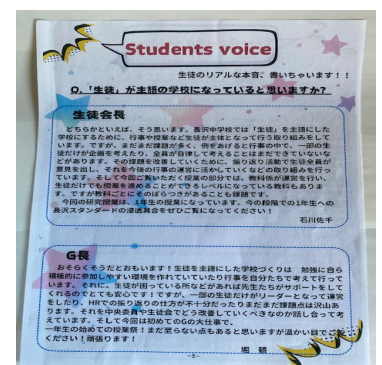 Students voice
生徒のリアルな本音、書いちゃいます！！
Q.「生徒」が主語の学校になっていると思いますか？
生徒会長
どちらかといえば、そう思います。長沢中学校では「生徒」を主語にした
学校にするために、行事や授業など生徒が主体となって行う取り組みをして
います。ですが、まだまだ課題が多く、例をあげると行事の中で、一部の生
徒だけが企画を考えたり、全員が自律して考えることはまだできていないな
どがあります。その課題を改善していくために、振り返り活動で生徒全員が
意見を出し、それを今後の行事の運営に活かしていくなどの取り組みを行っ
ています。そして今回ご覧いただく授業の部分では、教科係が運営を行い、
生徒だけでも授業を進めることができるレベルになっている教科もありま
す。ですが教科ごとにそのばらつきがあることも課題です。
今回の研究授業は、1年生の授業になっています。今の段階での1年生への
長沢スタンダードの浸透具合をぜひご覧になってください！
石川佐千
G長
おそらくそうだとおもいます！生徒を主語にした学校づくりは 勉強に自ら
積極的に参加しやすい環境を作れていていたり行事を自分たちで考えて行って
います。それに、生徒が困っている所などがあれば先生たちがサポートをして
くれるのでとても安心です！ですが、一部の生徒だけがリーダーとなって運営
をしたり、HRでの振り返りの仕方が不十分だったりまだまだ課題点は沢山あ
ります。それを中央委員や生徒会でどう改善していくべきなのか話し合って考
えています。そして今回は初めてのGの大仕事で、
一年生の始めての授業祭！まだ至らない点もあると思いますが温かい目でご
ください！頑張ります！
-8-
堀 碧